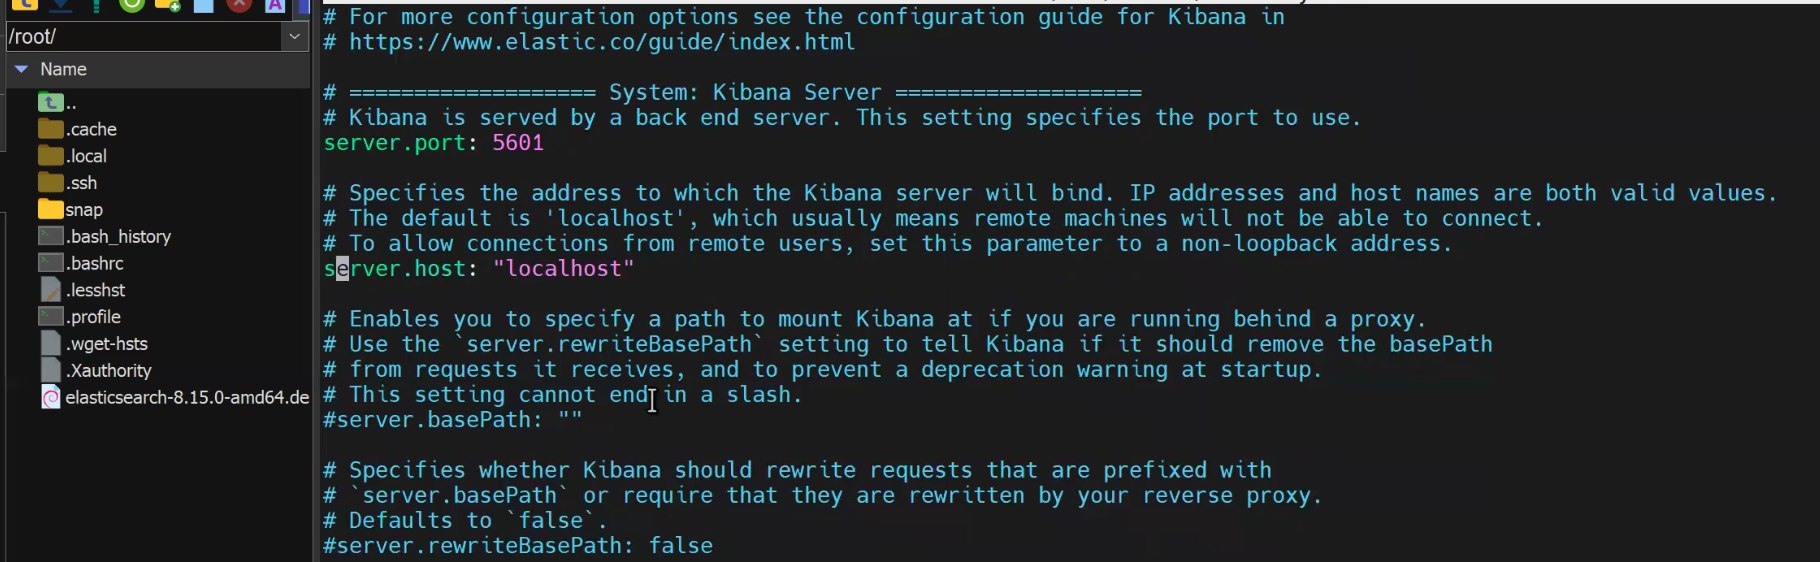 /root/
Name
..
.cache
.local
.ssh
snap
.bash_history
.bashrc
.lesshst
.profile
.wget-hsts
.Xauthority
elasticsearch-8.15.0-amd64.de
# For more configuration options see the configuration guide for Kibana in
# https://www.elastic.co/guide/index.html
# =================== System: Kibana Server ===================
# Kibana is served by a back end server. This setting specifies the port to use.
server.port: 5601
# Specifies the address to which the Kibana server will bind. IP addresses and host names are both valid values.
# The default is 'localhost', which usually means remote machines will not be able to connect.
# To allow connections from remote users, set this parameter to a non-loopback address.
server.host: "localhost"
# Enables you to specify a path to mount Kibana at if you are running behind a proxy.
# Use the `server.rewriteBasePath` setting to tell Kibana if it should remove the basePath
# from requests it receives, and to prevent a deprecation warning at startup.
# This setting cannot end in a slash.
#server.basePath: ""
# Specifies whether Kibana should rewrite requests that are prefixed with
# `server.basePath` or require that they are rewritten by your reverse proxy.
# Defaults to `false`.
#server.rewriteBasePath: false